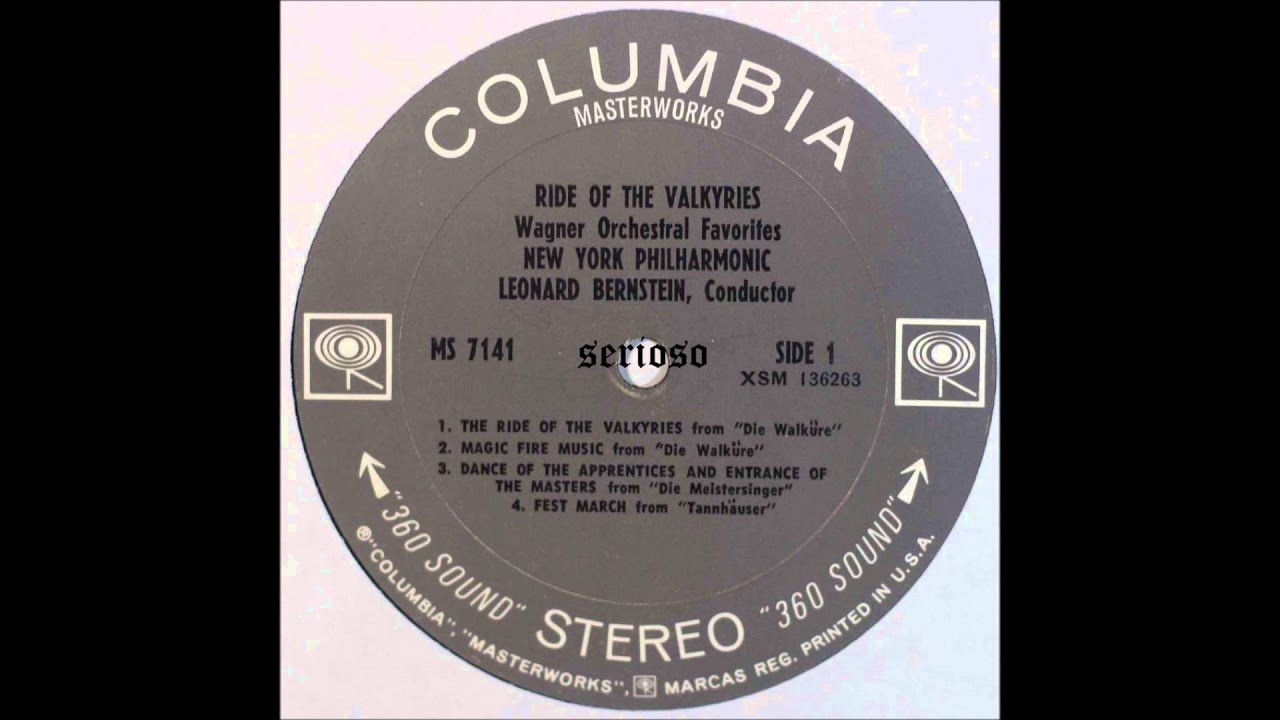 COLUMBIA
MASTERWORKS
RIDE OF THE VALKYRIES
Wagner Orchestral Favorites
NEW YORK PHILHARMONIC
LEONARD BERNSTEIN, Conductor
MS 7141
serioso
SIDE 1
XSM 136263
1. THE RIDE OF THE VALKYRIES from "Die Walküre"
2. MAGIC FIRE MUSIC from "Die Walküre"
3. DANCE OF THE APPRENTICES AND ENTRANCE OF
THE MASTERS from "Die Meistersinger"
4. FEST MARCH from "Tannhäuser"
"360 SOUND" STEREO "360 SOUND"
®"COLUMBIA", "MASTERWORKS", MARCAS REG. PRINTED IN U.S.A.